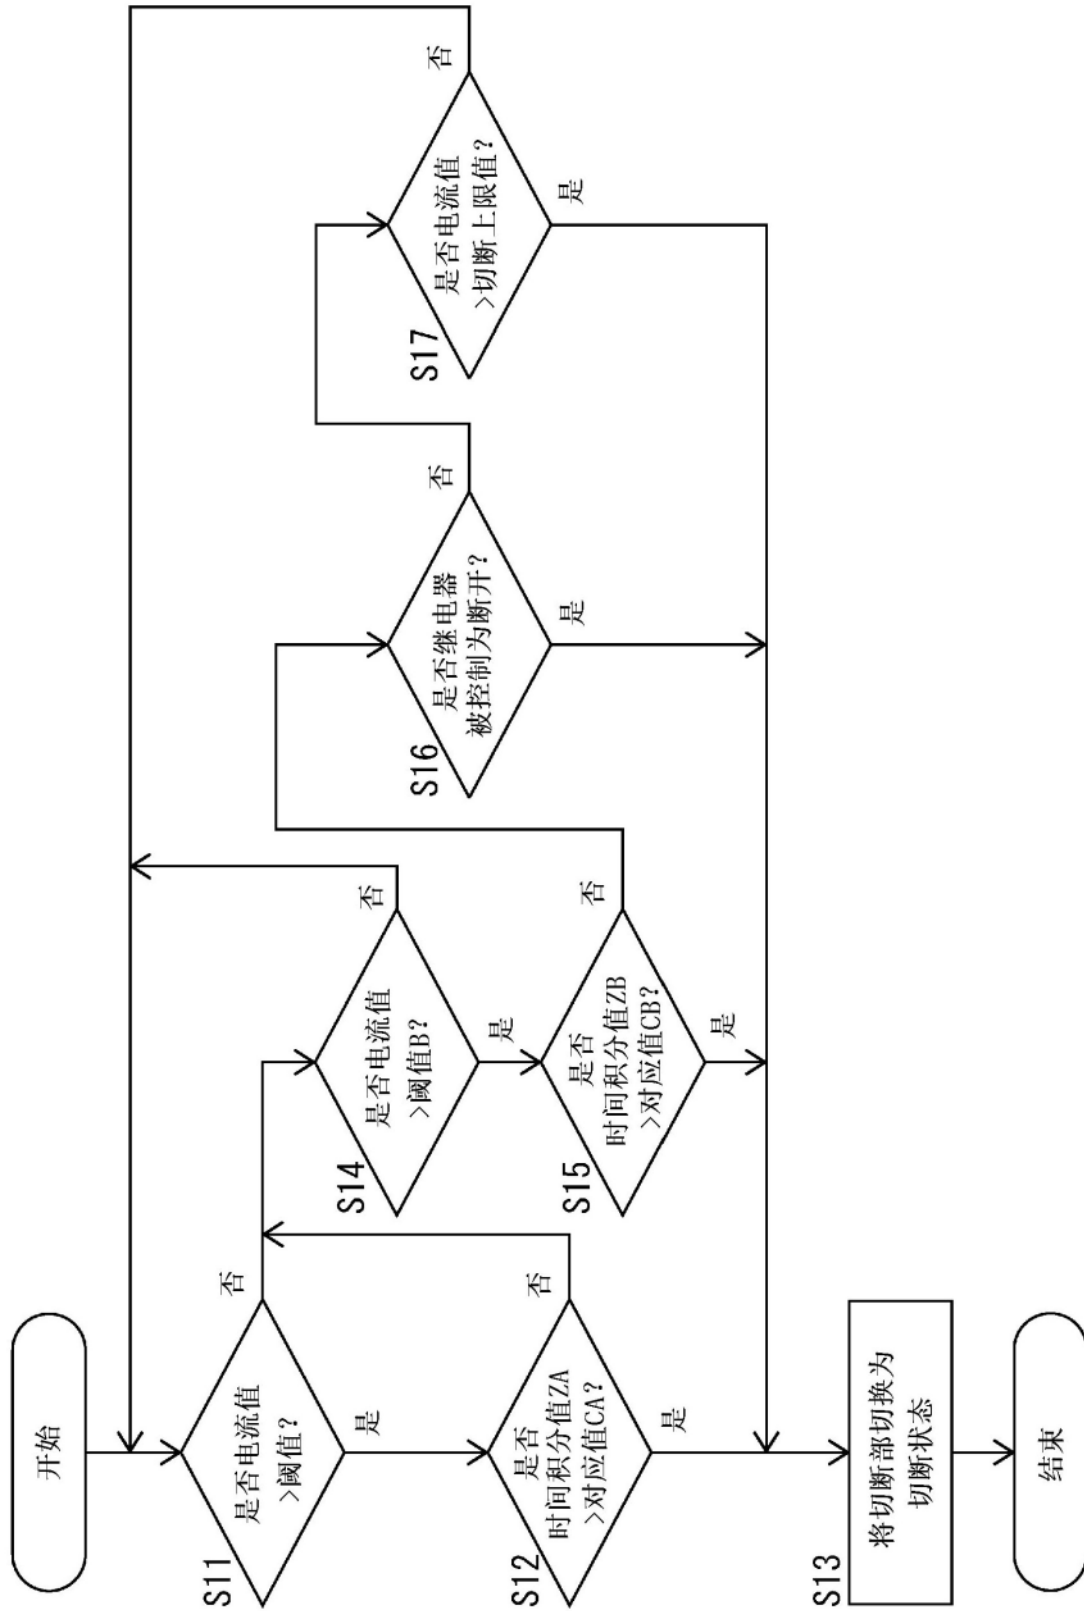 开始
S11
是否电流值
>阈值?
否
是
S12
是否
时间积分值ZA
>对应值CA?
否
是
S13
将切断部切换为
切断状态
结束
S14
是否电流值
>阈值B?
否
是
S15
是否
时间积分值ZB
>对应值CB?
否
是
S16
是否继电器
被控制为断开?
否
是
S17
是否电流值
>切断上限值?
否
是